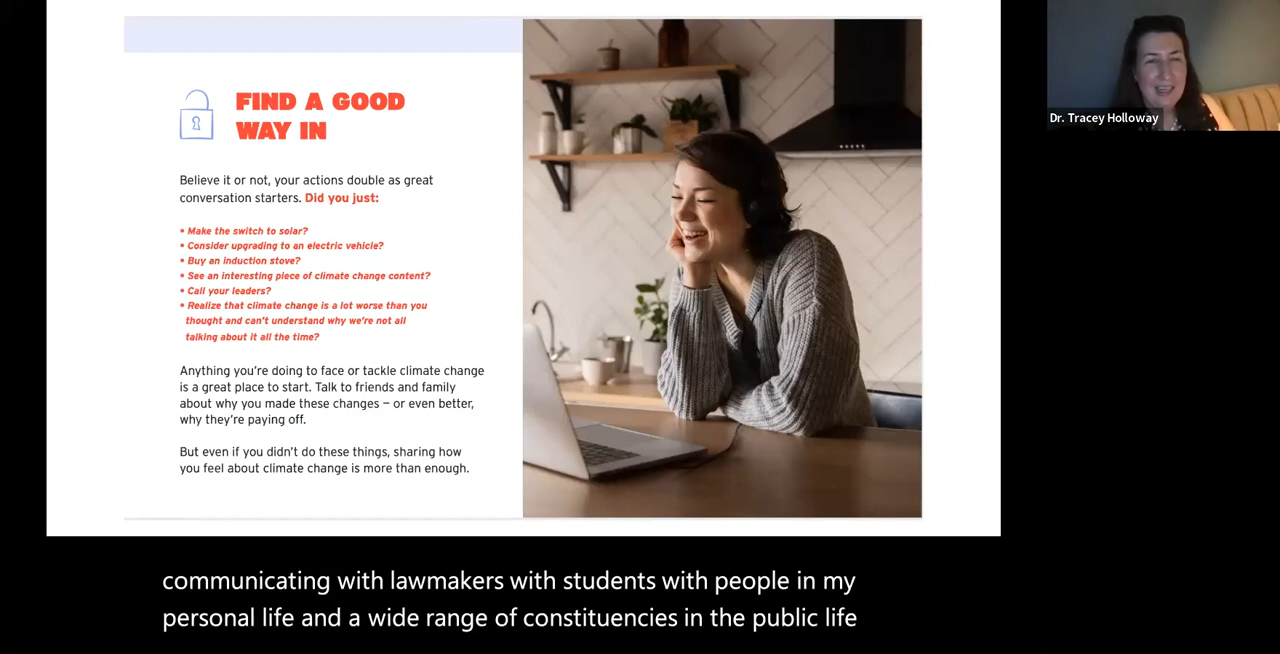 FIND A GOOD
WAY IN
Believe it or not, your actions double as great
conversation starters. Did you just:
• Make the switch to solar?
• Consider upgrading to an electric vehicle?
• Buy an induction stove?
• See an interesting piece of climate change content?
• Call your leaders?
• Realize that climate change is a lot worse than you
thought and can't understand why we're not all
talking about it all the time?
Anything you're doing to face or tackle climate change
is a great place to start. Talk to friends and family
about why you made these changes – or even better,
why they're paying off.
But even if you didn't do these things, sharing how
you feel about climate change is more than enough.
Dr. Tracey Holloway
communicating with lawmakers with students with people in my
personal life and a wide range of constituencies in the public life